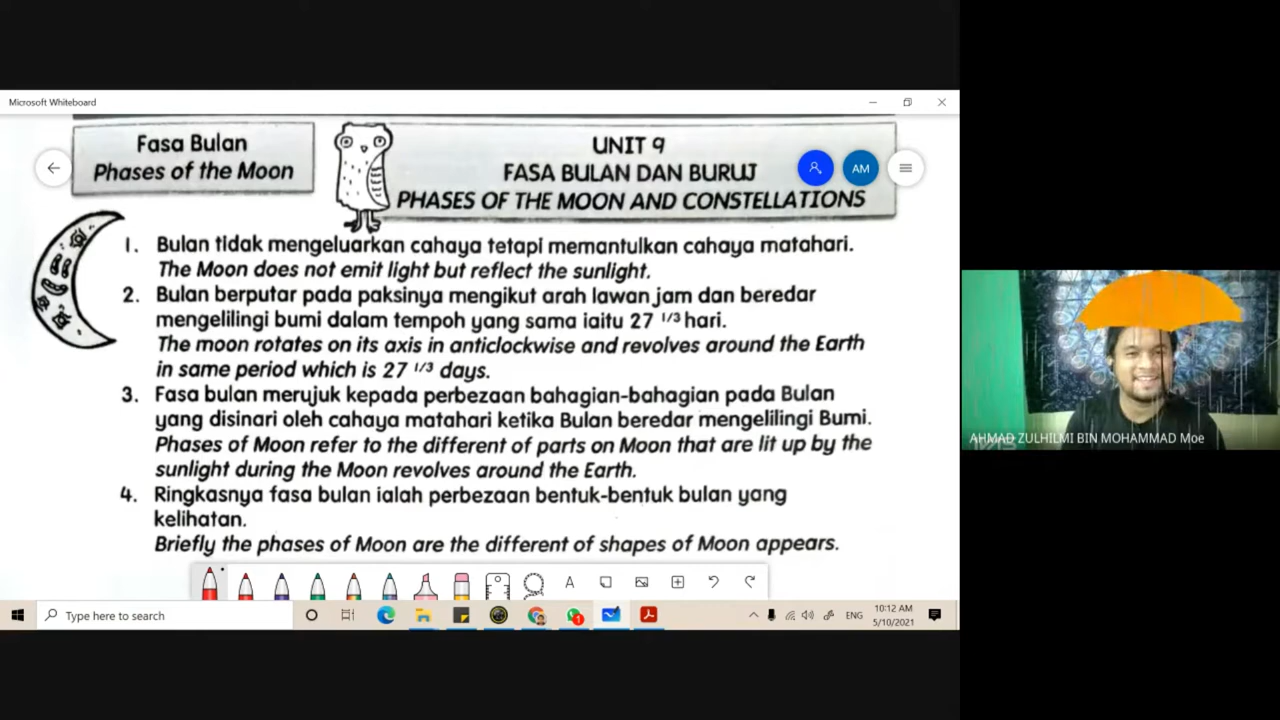 Microsoft Whiteboard
Fasa Bulan
Phases of the Moon
UNIT 9
FASA BULAN DAN BURUJ
PHASES OF THE MOON AND CONSTELLATIONS
AM
1. Bulan tidak mengeluarkan cahaya tetapi memantulkan cahaya matahari.
The Moon does not emit light but reflect the sunlight.
2. Bulan berputar pada paksinya mengikut arah lawan jam dan beredar
mengelilingi bumi dalam tempoh yang sama iaitu 27 1/3 hari.
The moon rotates on its axis in anticlockwise and revolves around the Earth
in same period which is 27 1/3 days.
3. Fasa bulan merujuk kepada perbezaan bahagian-bahagian pada Bulan
yang disinari oleh cahaya matahari ketika Bulan beredar mengelilingi Bumi.
Phases of Moon refer to the different of parts on Moon that are lit up by the
sunlight during the Moon revolves around the Earth.
4. Ringkasnya fasa bulan ialah perbezaan bentuk-bentuk bulan yang
kelihatan.
Briefly the phases of Moon are the different of shapes of Moon appears.
A
Type here to search
1
ENG
10:12 AM
5/10/2021
AHMAD ZULHILMI BIN MOHAMMAD Moe